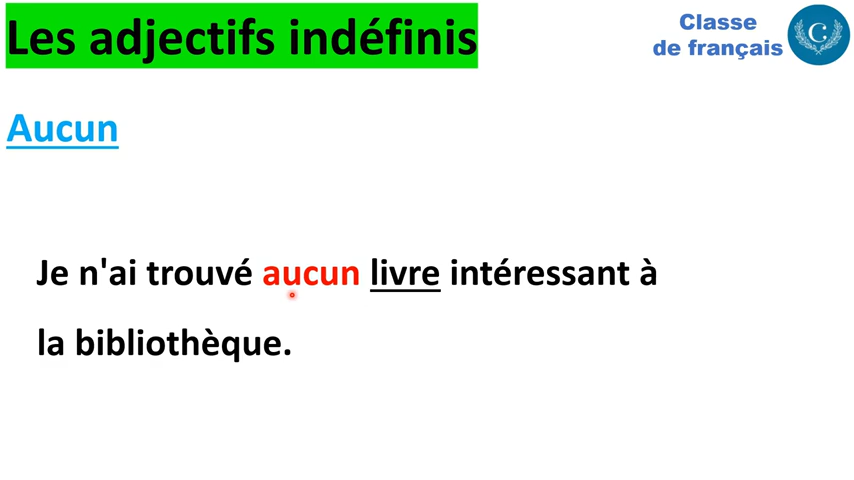 Les adjectifs indéfinis
Classe
de français
C
Aucun
Je n'ai trouvé aucun livre intéressant à
la bibliothèque.